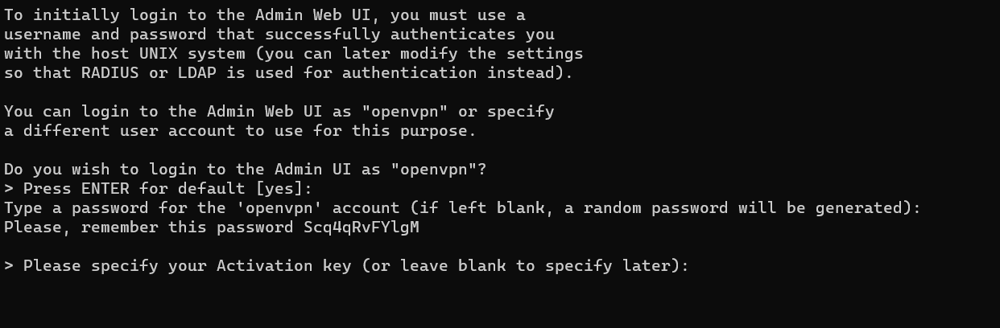 To initially login to the Admin Web UI, you must use a
username and password that successfully authenticates you
with the host UNIX system (you can later modify the settings
so that RADIUS or LDAP is used for authentication instead).
You can login to the Admin Web UI as "openvpn" or specify
a different user account to use for this purpose.
Do you wish to login to the Admin UI as "openvpn"?
> Press ENTER for default [yes]:
Type a password for the 'openvpn' account (if left blank, a random password will be generated):
Please, remember this password Scq4qRvFYlgM
> Please specify your Activation key (or leave blank to specify later):